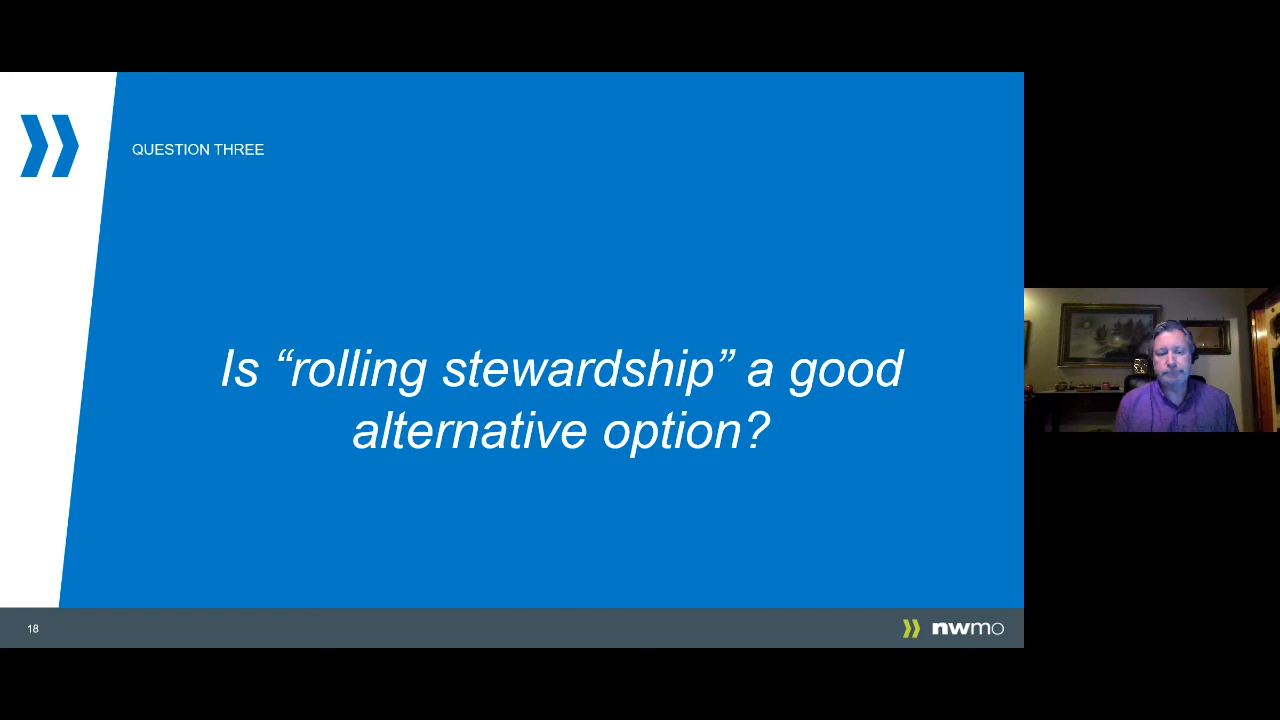 QUESTION THREE
Is “rolling stewardship” a good
alternative option?
18
nwmo